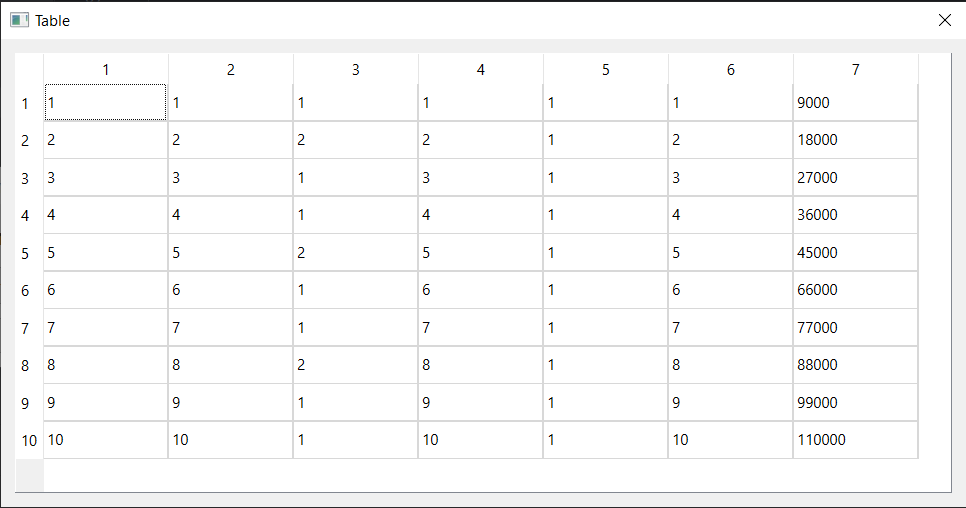 Table
1 2 3 4 5 6 7
1 1 1 1 1 1 1 9000
2 2 2 2 2 1 2 18000
3 3 3 1 3 1 3 27000
4 4 4 1 4 1 4 36000
5 5 5 2 5 1 5 45000
6 6 6 1 6 1 6 66000
7 7 7 1 7 1 7 77000
8 8 8 2 8 1 8 88000
9 9 9 1 9 1 9 99000
10 10 10 1 10 1 10 110000